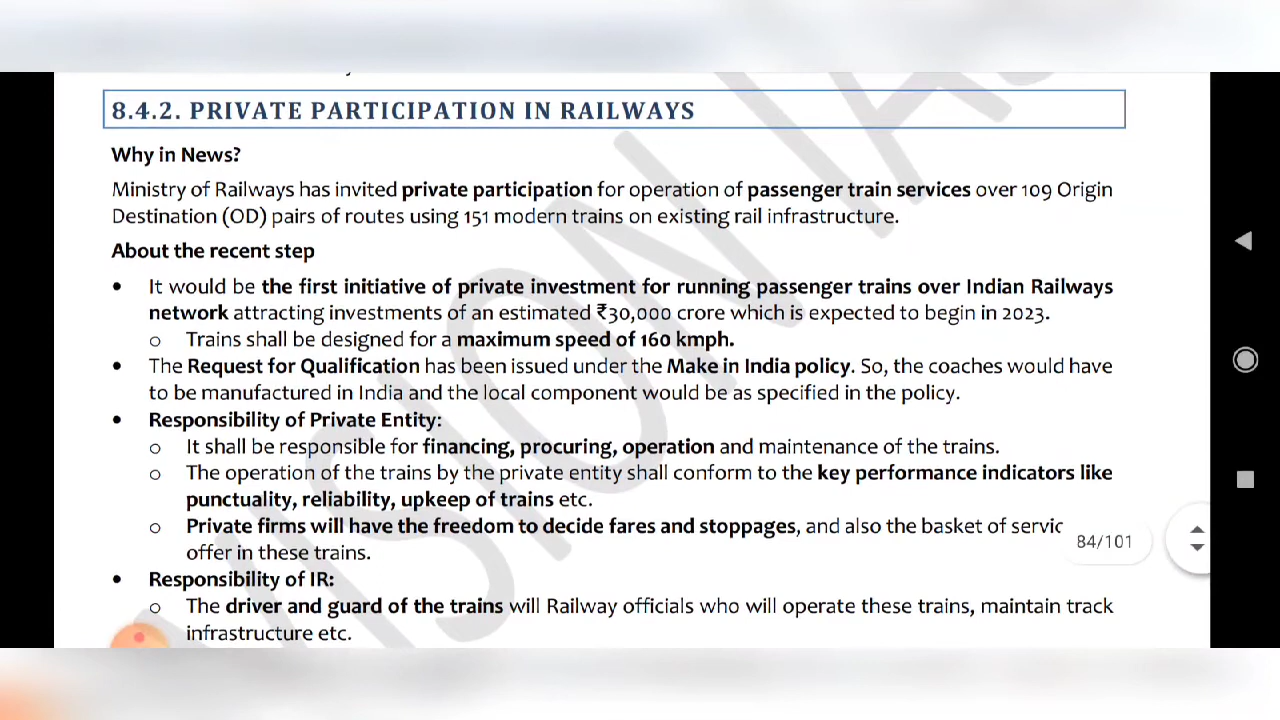 8.4.2. PRIVATE PARTICIPATION IN RAILWAYS
Why in News?
Ministry of Railways has invited private participation for operation of passenger train services over 109 Origin
Destination (OD) pairs of routes using 151 modern trains on existing rail infrastructure.
About the recent step
• It would be the first initiative of private investment for running passenger trains over Indian Railways
network attracting investments of an estimated ₹30,000 crore which is expected to begin in 2023.
o Trains shall be designed for a maximum speed of 160 kmph.
• The Request for Qualification has been issued under the Make in India policy. So, the coaches would have
to be manufactured in India and the local component would be as specified in the policy.
• Responsibility of Private Entity:
o It shall be responsible for financing, procuring, operation and maintenance of the trains.
o The operation of the trains by the private entity shall conform to the key performance indicators like
punctuality, reliability, upkeep of trains etc.
o Private firms will have the freedom to decide fares and stoppages, and also the basket of servic
offer in these trains.
84/101
• Responsibility of IR:
o The driver and guard of the trains will Railway officials who will operate these trains, maintain track
infrastructure etc.
VISION IAS